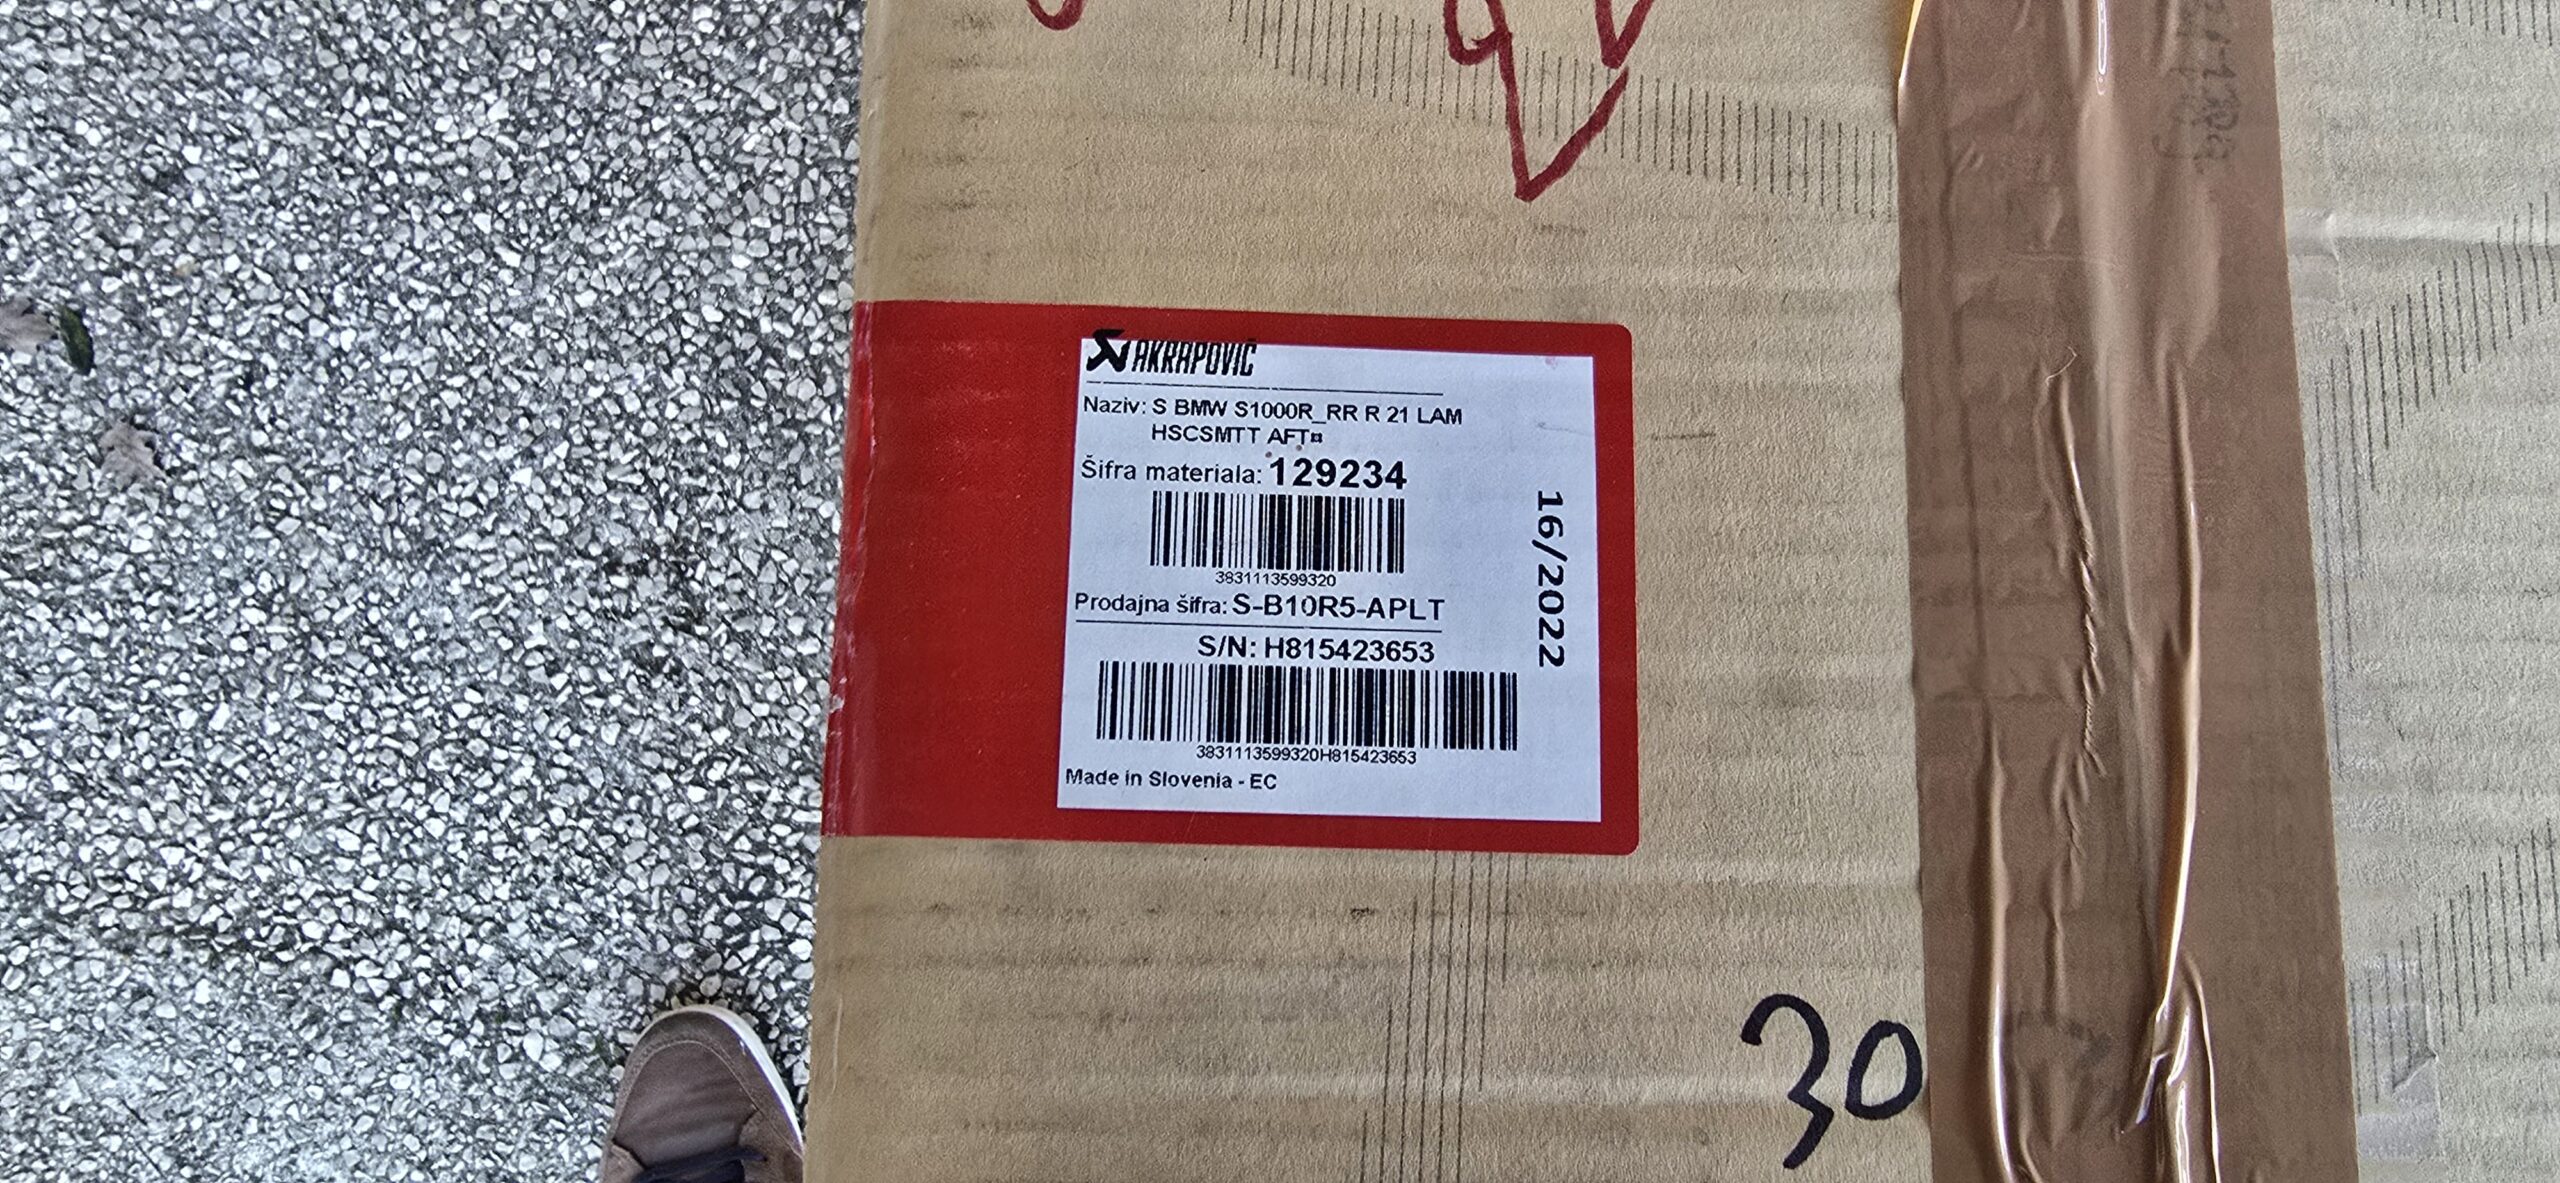 AKRAPOVIČ
Naziv: S BMW S1000R_RR R 21 LAM
HSCSMTT AFT¤
Šifra materiala: 129234
3831113599320
Prodajna šifra: S-B10R5-APLT
S/N: H815423653
3831113599320H815423653
Made in Slovenia - EC
16/2022
30